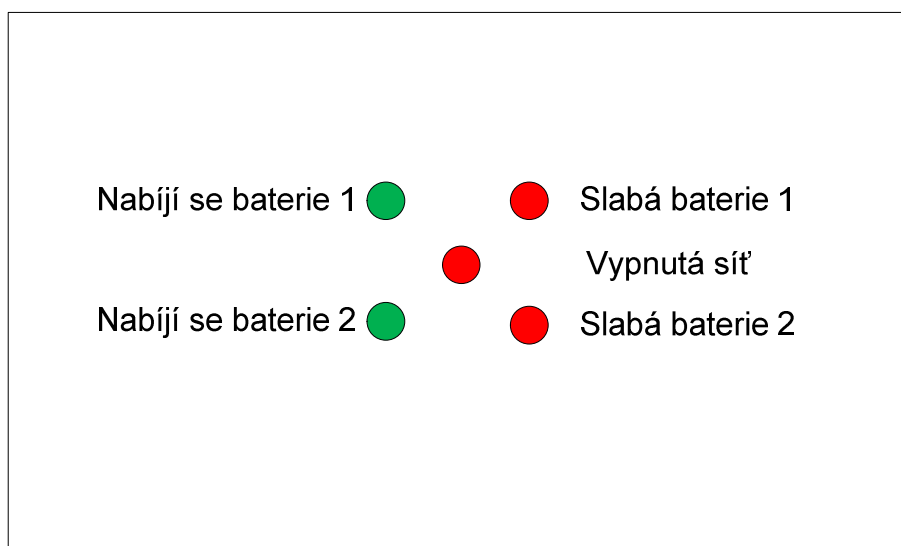 Nabíjí se baterie 1
Slabá baterie 1
Vypnutá síť
Nabíjí se baterie 2
Slabá baterie 2